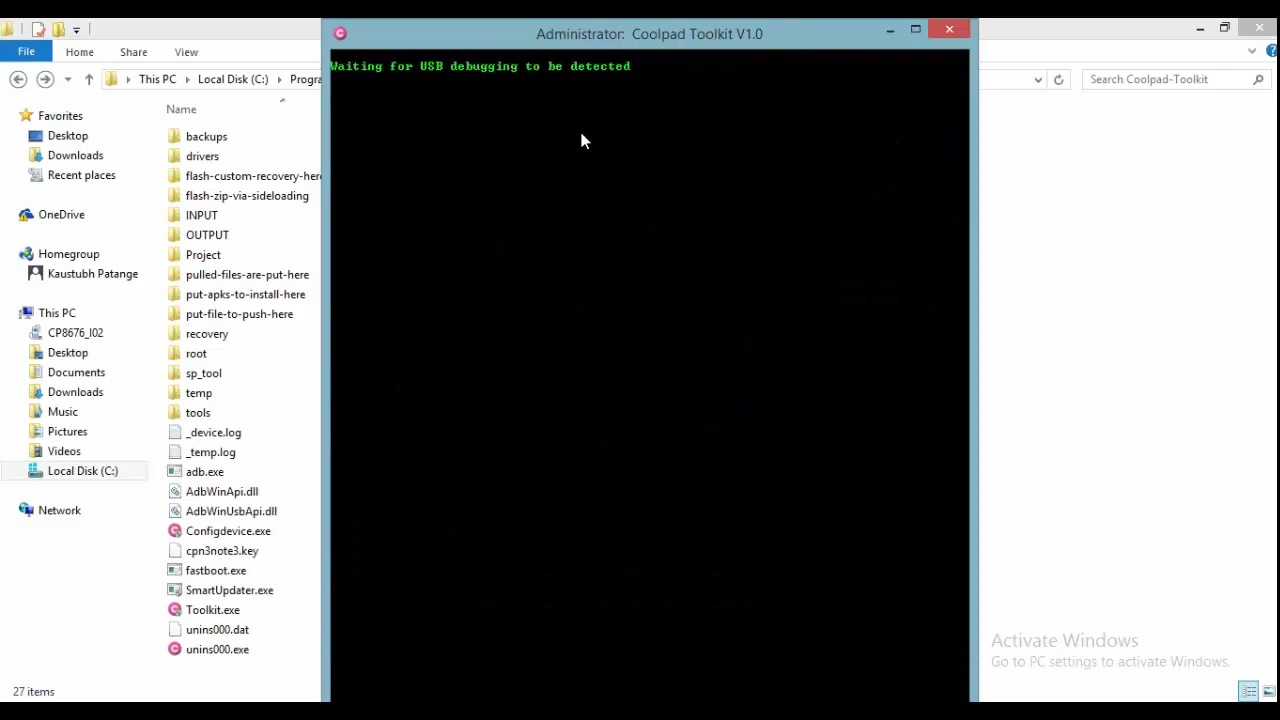 Administrator: Coolpad Toolkit V1.0
File Home Share View
This PC Local Disk (C:) Progra
Search Coolpad-Toolkit
Waiting for USB debugging to be detected
Favorites
Desktop
Downloads
Recent places
OneDrive
Homegroup
Kaustubh Patange
This PC
CP8676_I02
Desktop
Documents
Downloads
Music
Pictures
Videos
Local Disk (C:)
Network
Name
backups
drivers
flash-custom-recovery-here
flash-zip-via-sideloading
INPUT
OUTPUT
Project
pulled-files-are-put-here
put-apks-to-install-here
put-file-to-push-here
recovery
root
sp_tool
temp
tools
_device.log
_temp.log
adb.exe
AdbWinApi.dll
AdbWinUsbApi.dll
Configdevice.exe
cpn3note3.key
fastboot.exe
SmartUpdater.exe
Toolkit.exe
unins000.dat
unins000.exe
Activate Windows
Go to PC settings to activate Windows.
27 items